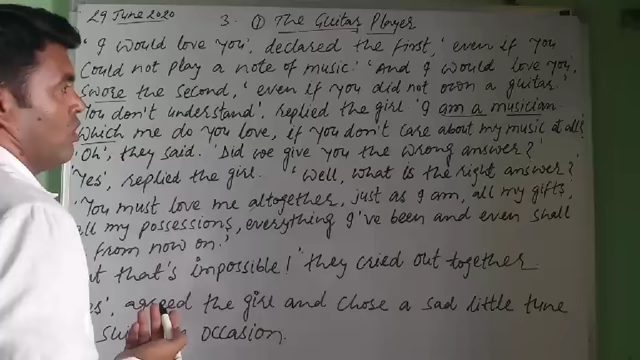 29 June 2020
3. ① The Guitar Player
'I would love you', declared the first, 'even if you
could not play a note of music.' 'And I would love you',
swore the second, 'even if you did not own a guitar.'
'You don't understand', replied the girl. 'I am a musician.
Which me do you love, if you don't care about my music at all?'
'Oh', they said. 'Did we give you the wrong answer?'
'Yes', replied the girl. 'Well, what is the right answer?'
'You must love me altogether, just as I am, all my gifts,
all my possessions, everything I've been and even shall
from now on.'
that's impossible!' they cried out together
agreed the girl and chose a sad little tune
occasion.